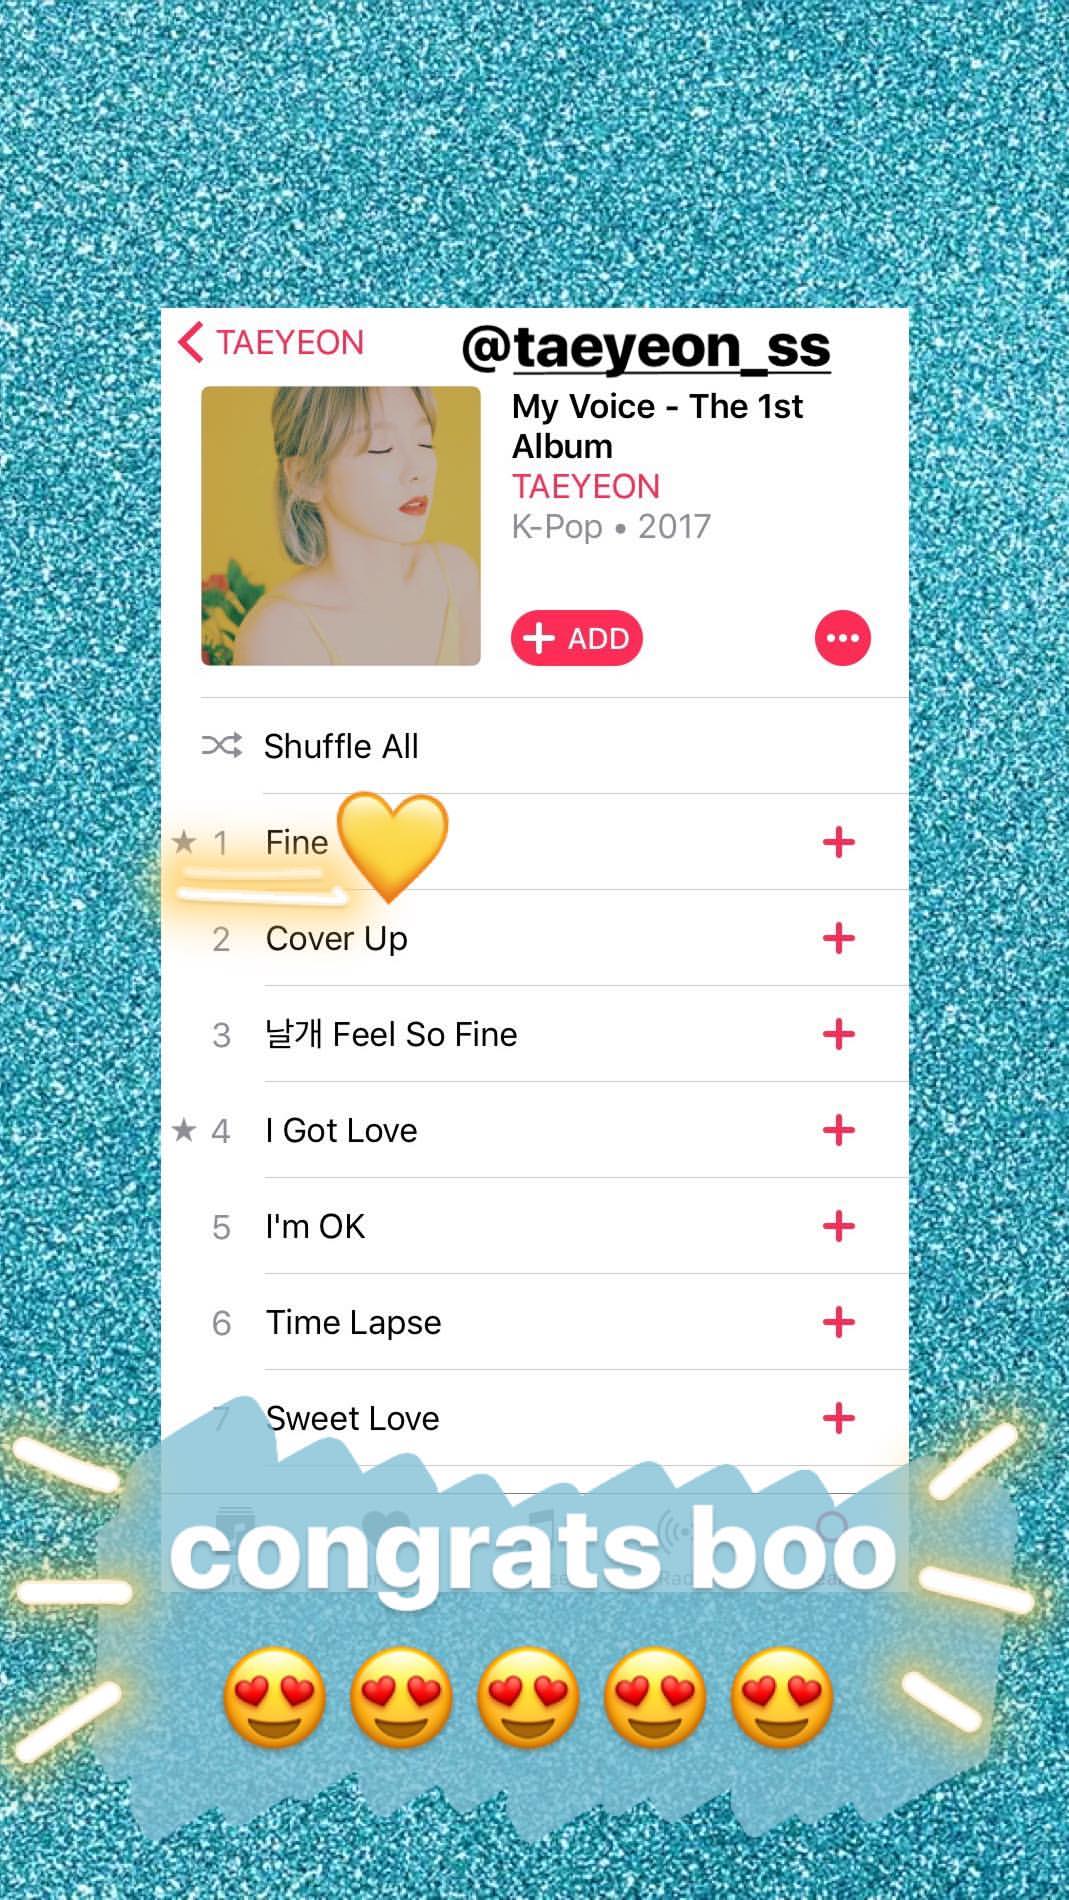 TAEYEON
@taeyeon_ss
My Voice - The 1st
Album
TAEYEON
K-Pop • 2017
ADD
Shuffle All
★ 1 Fine
2 Cover Up
3 날개 Feel So Fine
★ 4 I Got Love
5 I'm OK
6 Time Lapse
7 Sweet Love
congrats boo